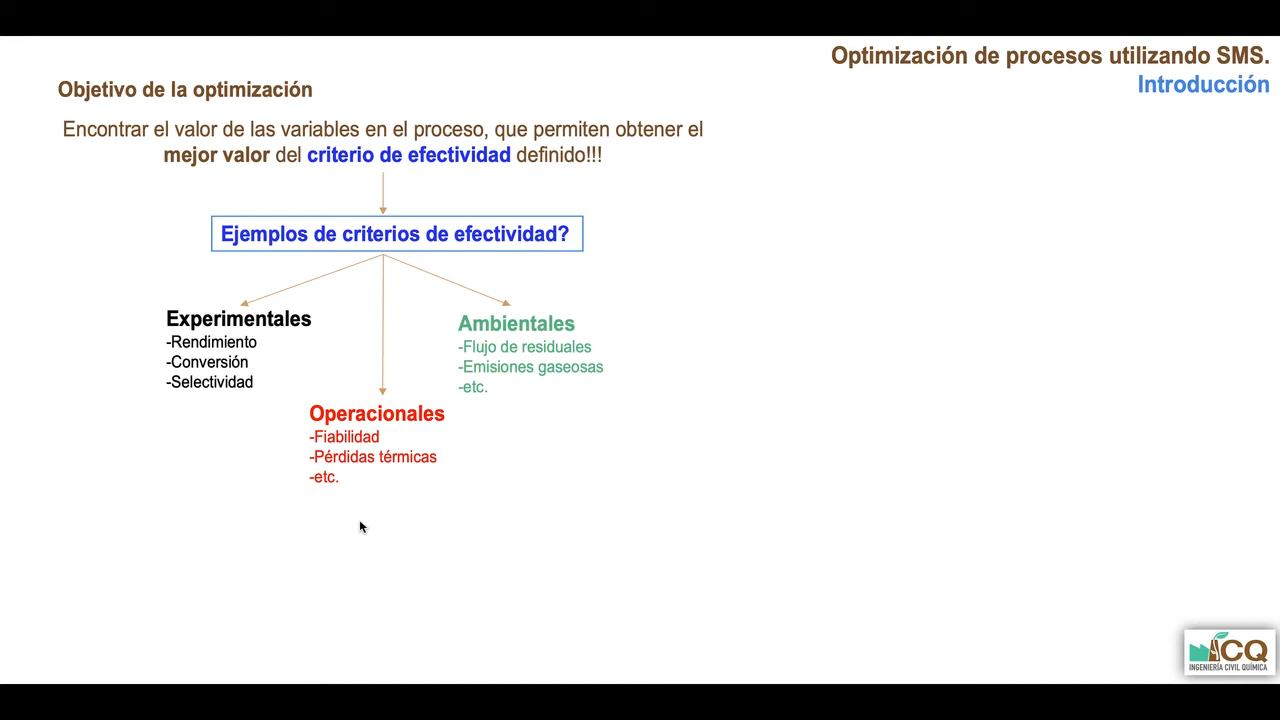 Optimización de procesos utilizando SMS.
Introducción
Objetivo de la optimización
Encontrar el valor de las variables en el proceso, que permiten obtener el
mejor valor del criterio de efectividad definido!!!
Ejemplos de criterios de efectividad?
Experimentales
-Rendimiento
-Conversión
-Selectividad
Ambientales
-Flujo de residuales
-Emisiones gaseosas
-etc.
Operacionales
-Fiabilidad
-Pérdidas térmicas
-etc.
ICQ
INGENIERÍA CIVIL QUÍMICA